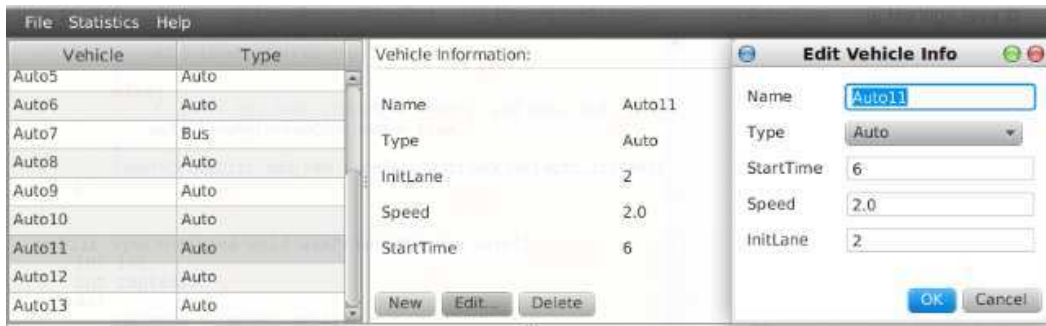 File Statistics Help
Vehicle Type
Auto5 Auto
Auto6 Auto
Auto7 Bus
Auto8 Auto
Auto9 Auto
Auto10 Auto
Auto11 Auto
Auto12 Auto
Auto13 Auto
Vehicle Information:
Name Auto11
Type Auto
InitLane 2
Speed 2.0
StartTime 6
New Edit... Delete
Edit Vehicle Info
Name Auto11
Type Auto
StartTime 6
Speed 2.0
InitLane 2
OK Cancel